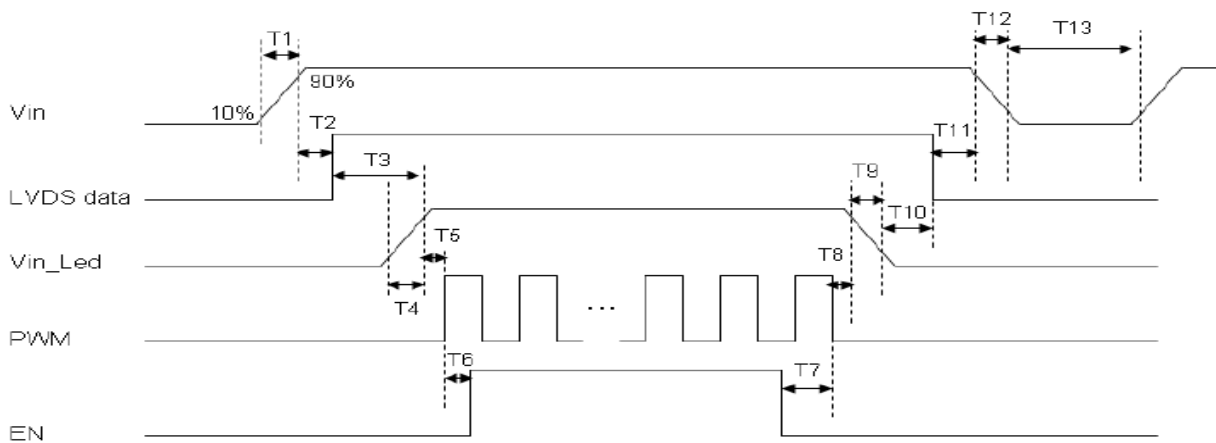 T1
T12
T13
90%
Vin
10%
T2
T11
T3
T9
LVDS data
T10
T5
Vin_Led
T8
T4
...
PWM
T6
T7
EN